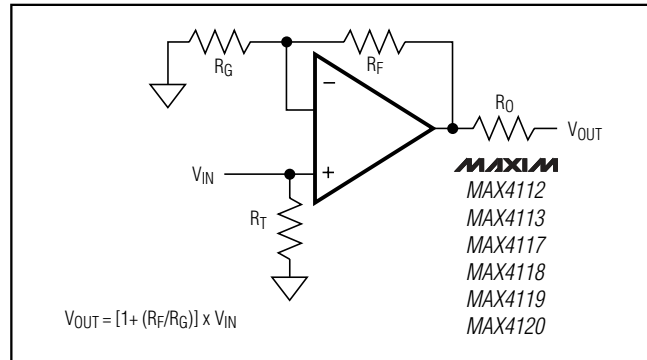 RG
RF
RO
VOUT
−
VIN
+
RT
MAXIM
MAX4112
MAX4113
MAX4117
MAX4118
MAX4119
MAX4120
VOUT = [1+ (RF/RG)] x VIN